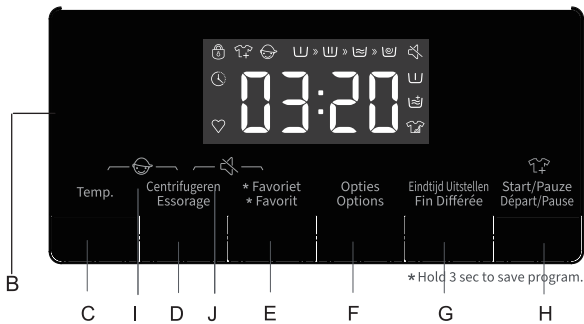 » » »
03:20
Temp.
Centrifugeren
Essorage
* Favoriet
* Favorit
Opties
Options
Eindtijd Uitstellen
Fin Différée
Start/Pauze
Départ/Pause
* Hold 3 sec to save program.
B
C I D J E F G H